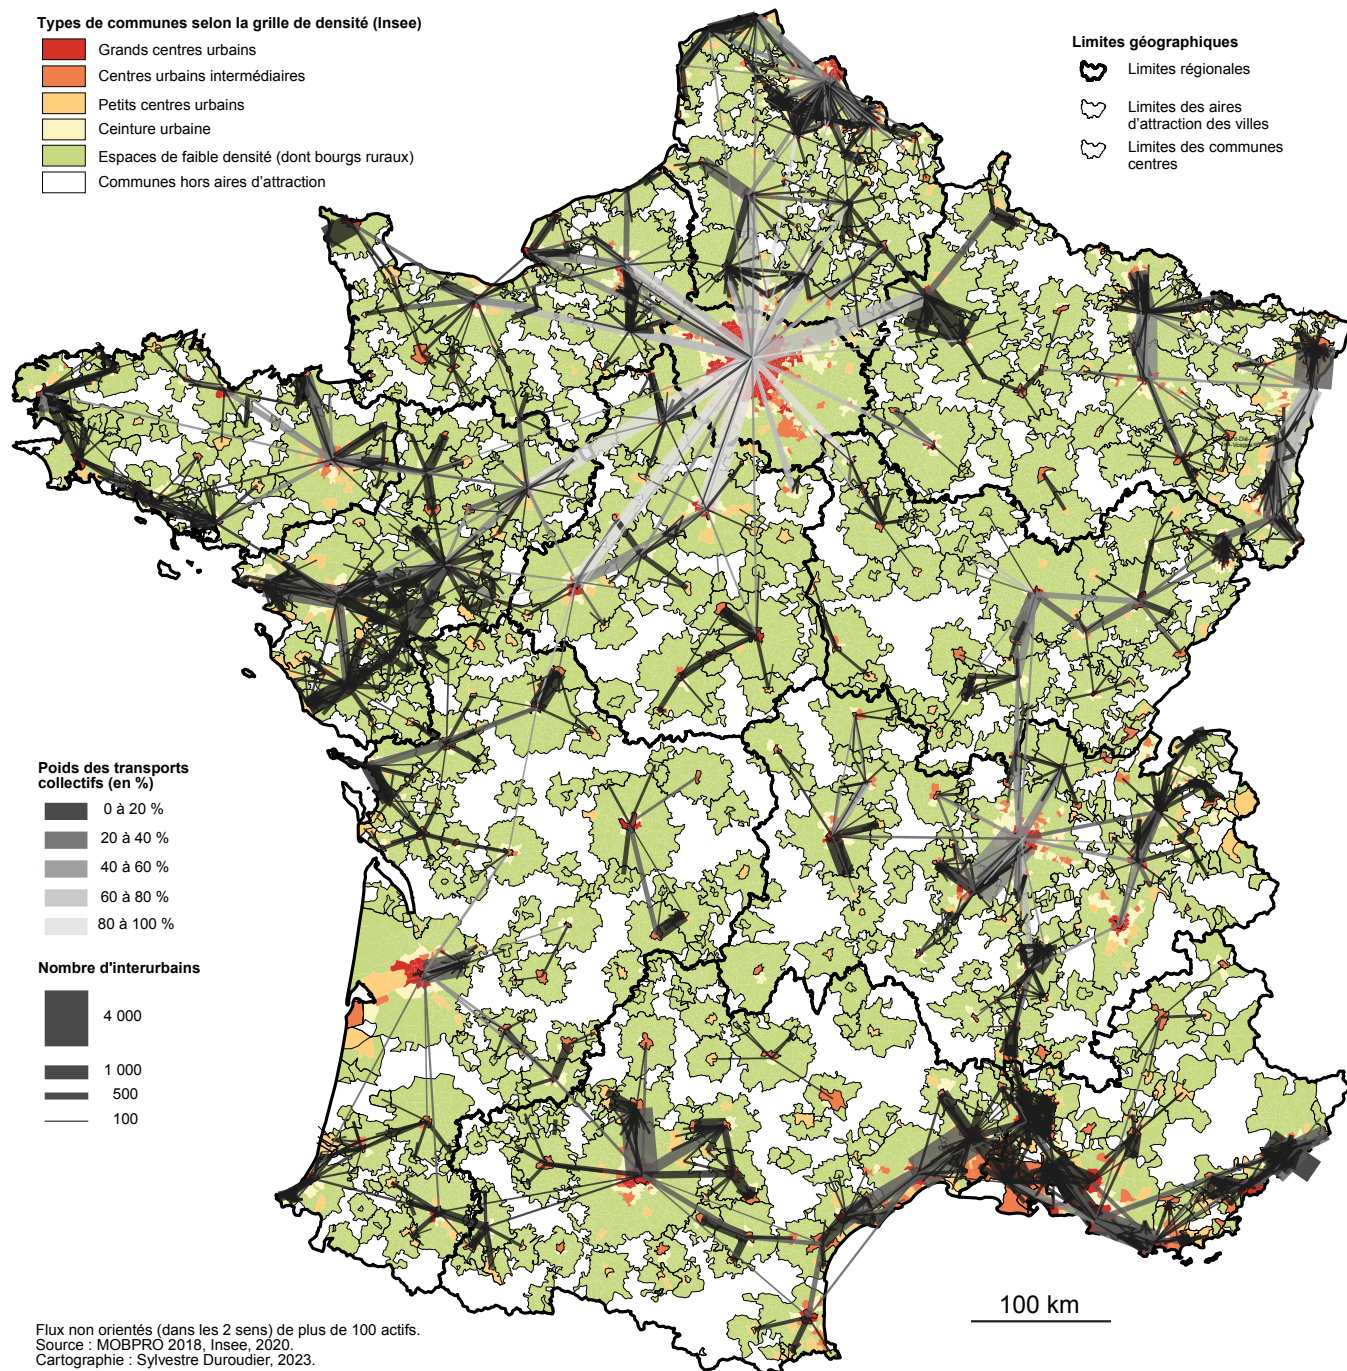 Types de communes selon la grille de densité (Insee)
Grands centres urbains
Centres urbains intermédiaires
Petits centres urbains
Ceinture urbaine
Espaces de faible densité (dont bourgs ruraux)
Communes hors aires d'attraction
Limites géographiques
Limites régionales
Limites des aires
d'attraction des villes
Limites des communes
centres
Poids des transports
collectifs (en %)
0 à 20 %
20 à 40 %
40 à 60 %
60 à 80 %
80 à 100 %
Nombre d'interurbains
4 000
1 000
500
100
100 km
Flux non orientés (dans les 2 sens) de plus de 100 actifs.
Source : MOBPRO 2018, Insee, 2020.
Cartographie : Sylvestre Duroudier, 2023.